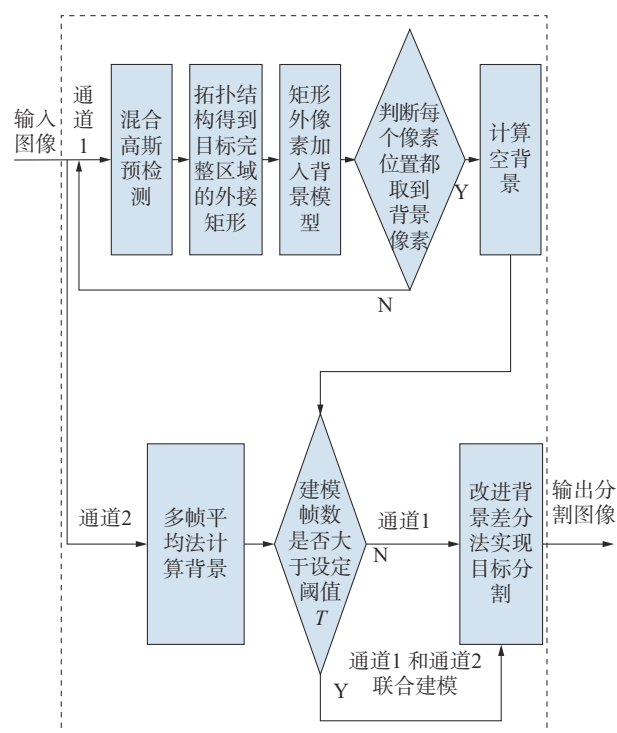 输入
图像
通
道
1
混合
高斯
预检
测
拓扑结
构得到
目标完
整区域
的外接
矩形
矩形
外像
素加
入背
景模
型
判断每
个像素
位置都
取到
背景
像素
Y
N
计算
空背
景
通道2
多帧平
均法计
算背景
建模
帧数
是否大
于设定
阈值
T
通道1
N
Y
通道1 和通道2
联合建模
改进背
景差分
法实现
目标分
割
输出分
割图像